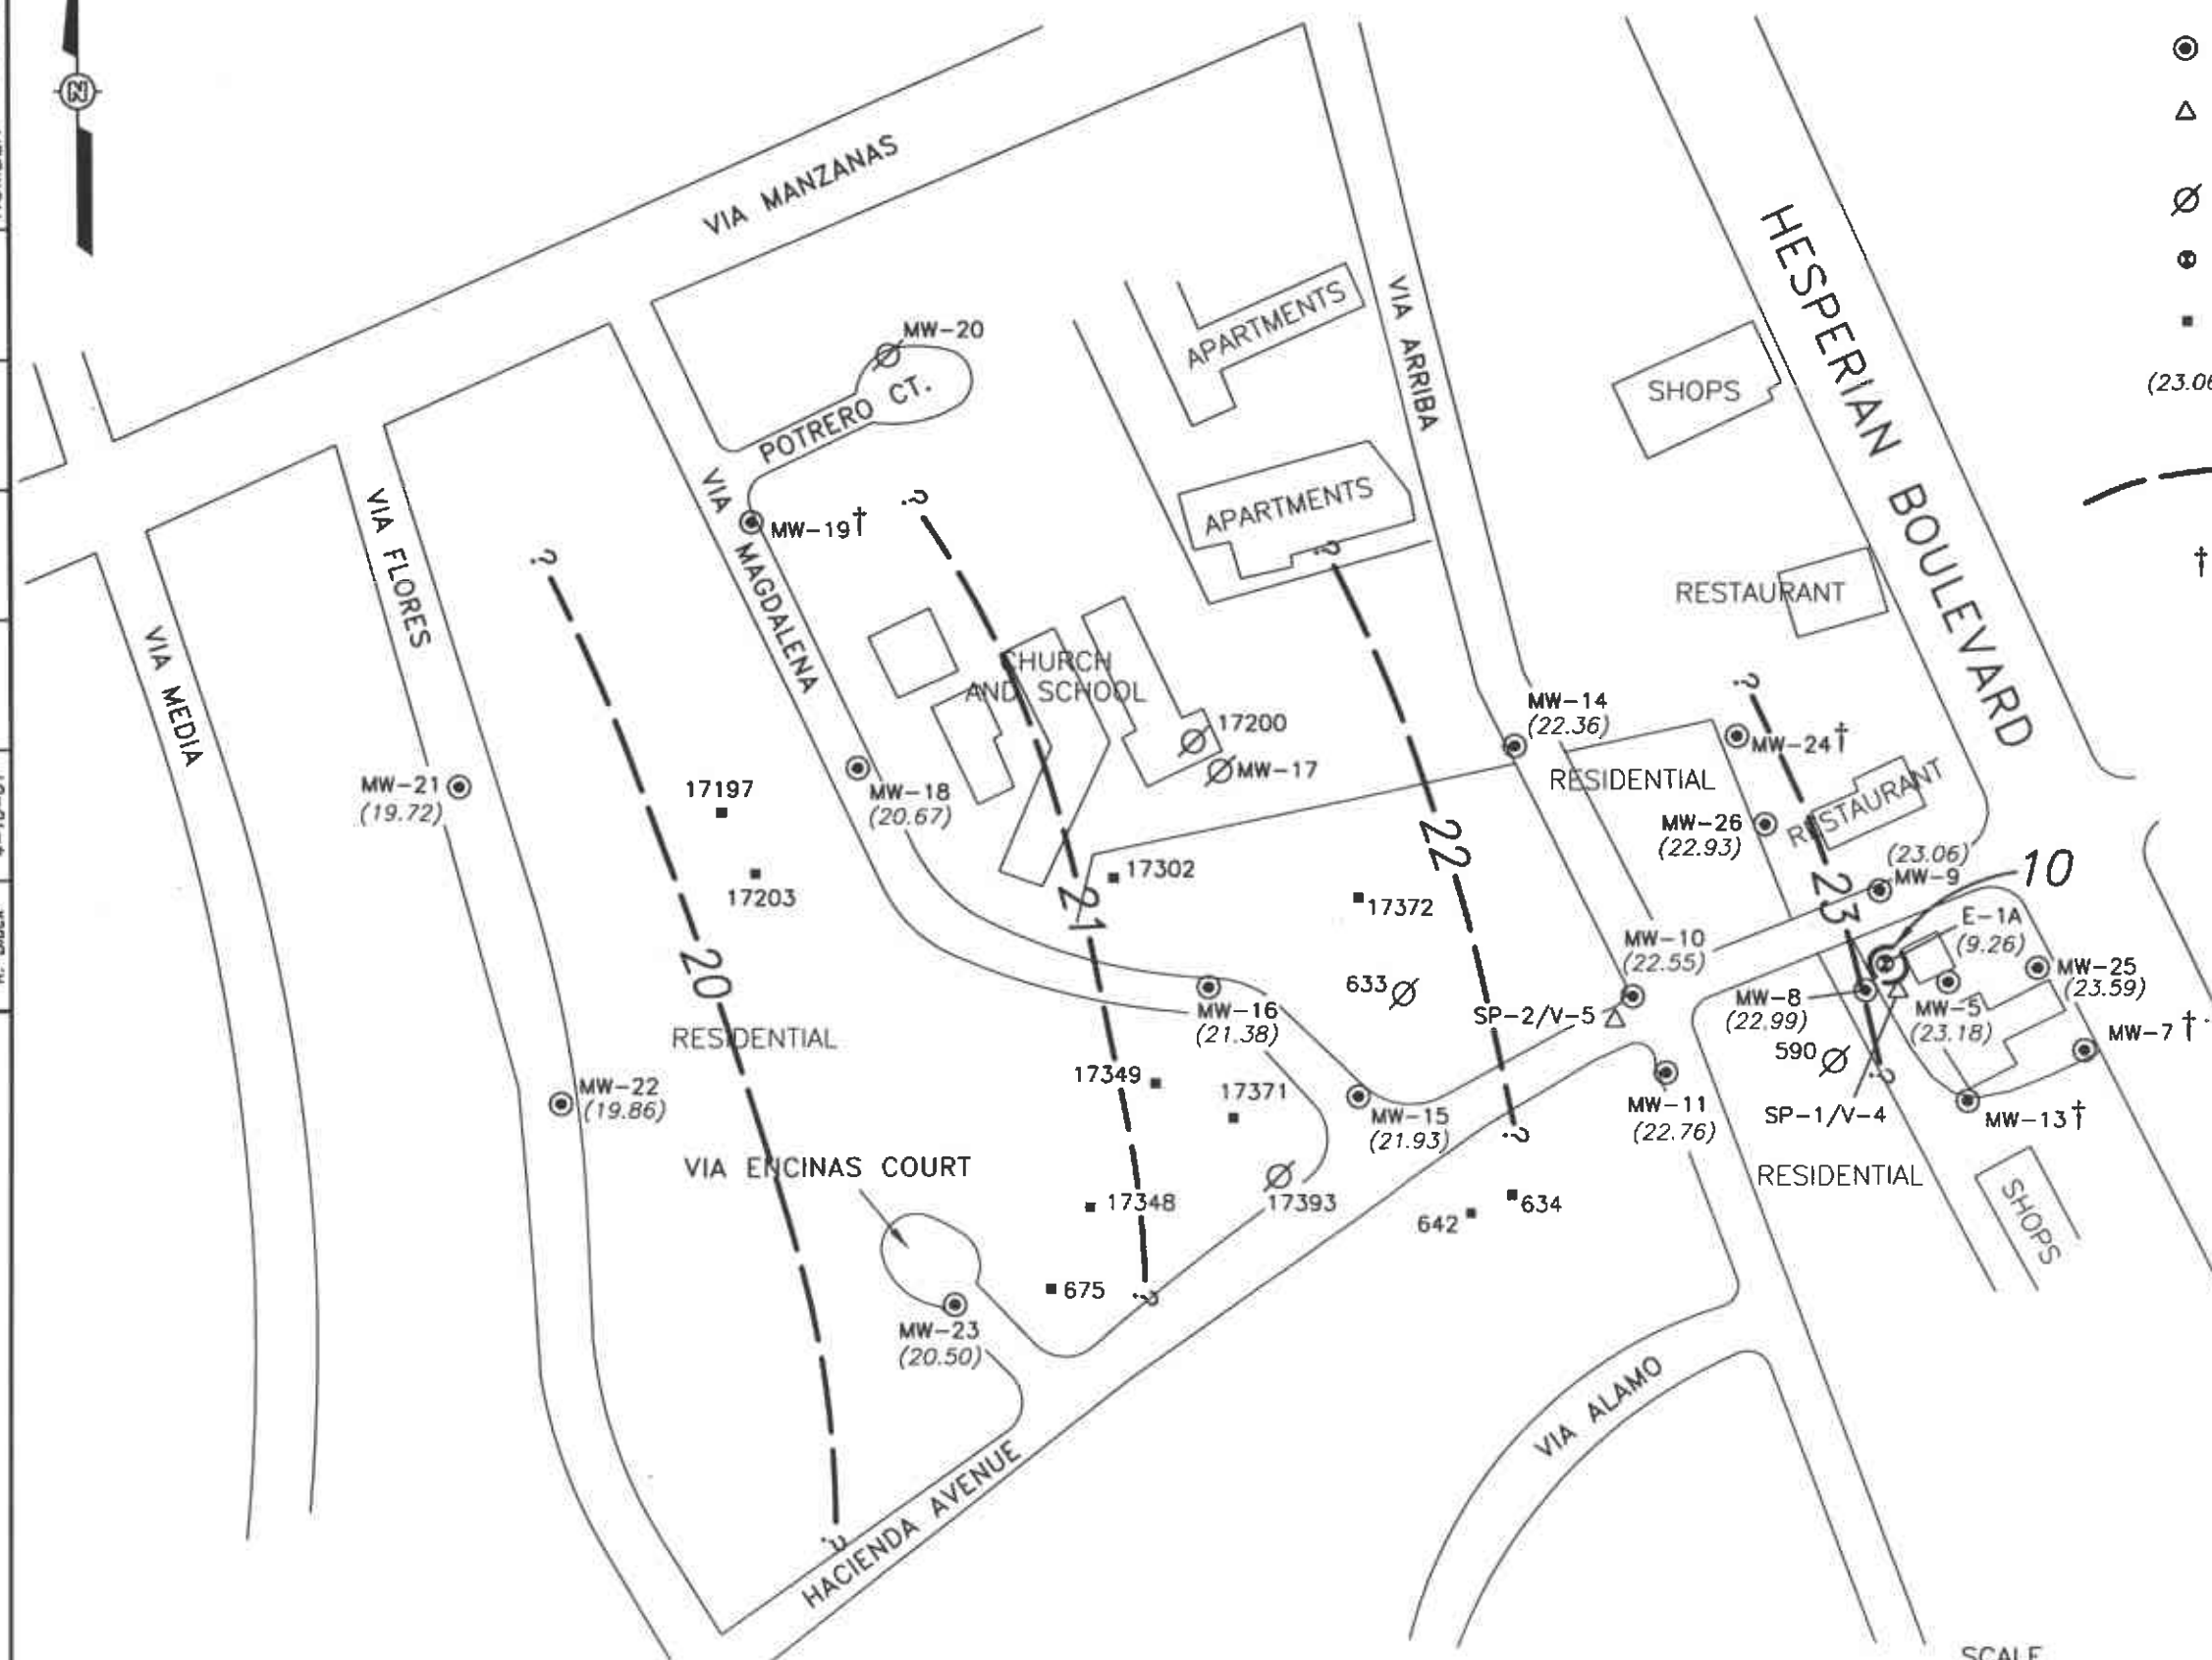 N
VIA MANZANAS
MW-20
POTRERO CT.
APARTMENTS
VIA ARRIBA
HESPERIAN BOULEVARD
SHOPS
(23.06
?
APARTMENTS
MW-19†
VIA MAGDALENA
VIA FLORES
?
?
†
RESTAURANT
VIA MEDIA
CHURCH
AND SCHOOL
?
MW-14
(22.36)
17200
MW-17
MW-24†
RESIDENTIAL
MW-21
(19.72)
17197
MW-18
(20.67)
RESTAURANT
MW-26
(22.93)
22
(23.06)
MW-9
10
17302
17203
17372
21
23
E-1A
(9.26)
MW-10
(22.55)
20
633
MW-25
(23.59)
MW-8
(22.99)
MW-5
(23.18)
SP-2/V-5
MW-16
(21.38)
RESIDENTIAL
MW-7†
590
17349
?
17371
MW-22
(19.86)
MW-15
(21.93)
MW-11
(22.76)
SP-1/V-4
MW-13†
?
VIA ENCINAS COURT
RESIDENTIAL
17348
17393
634
642
SHOPS
675
?
MW-23
(20.50)
VIA ALAMO
?
HACIENDA AVENUE
SCALE